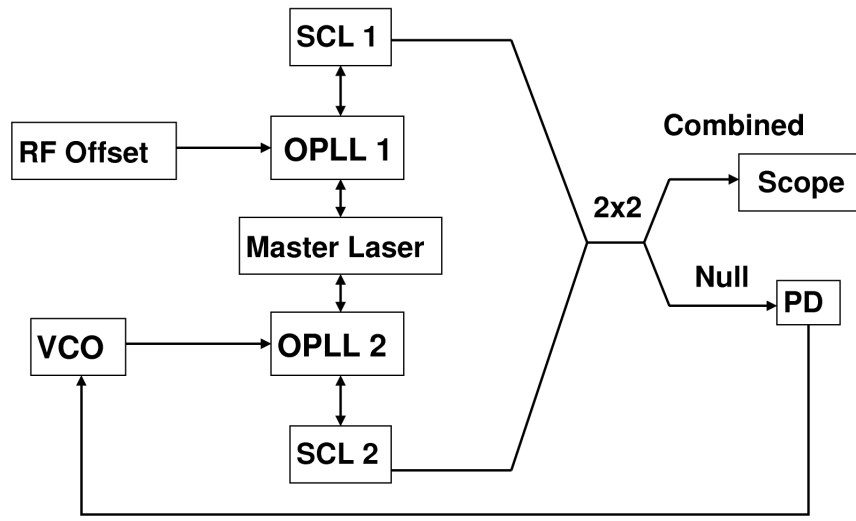 SCL 1
Combined
RF Offset
OPLL 1
Scope
2x2
Master Laser
Null
PD
VCO
OPLL 2
SCL 2